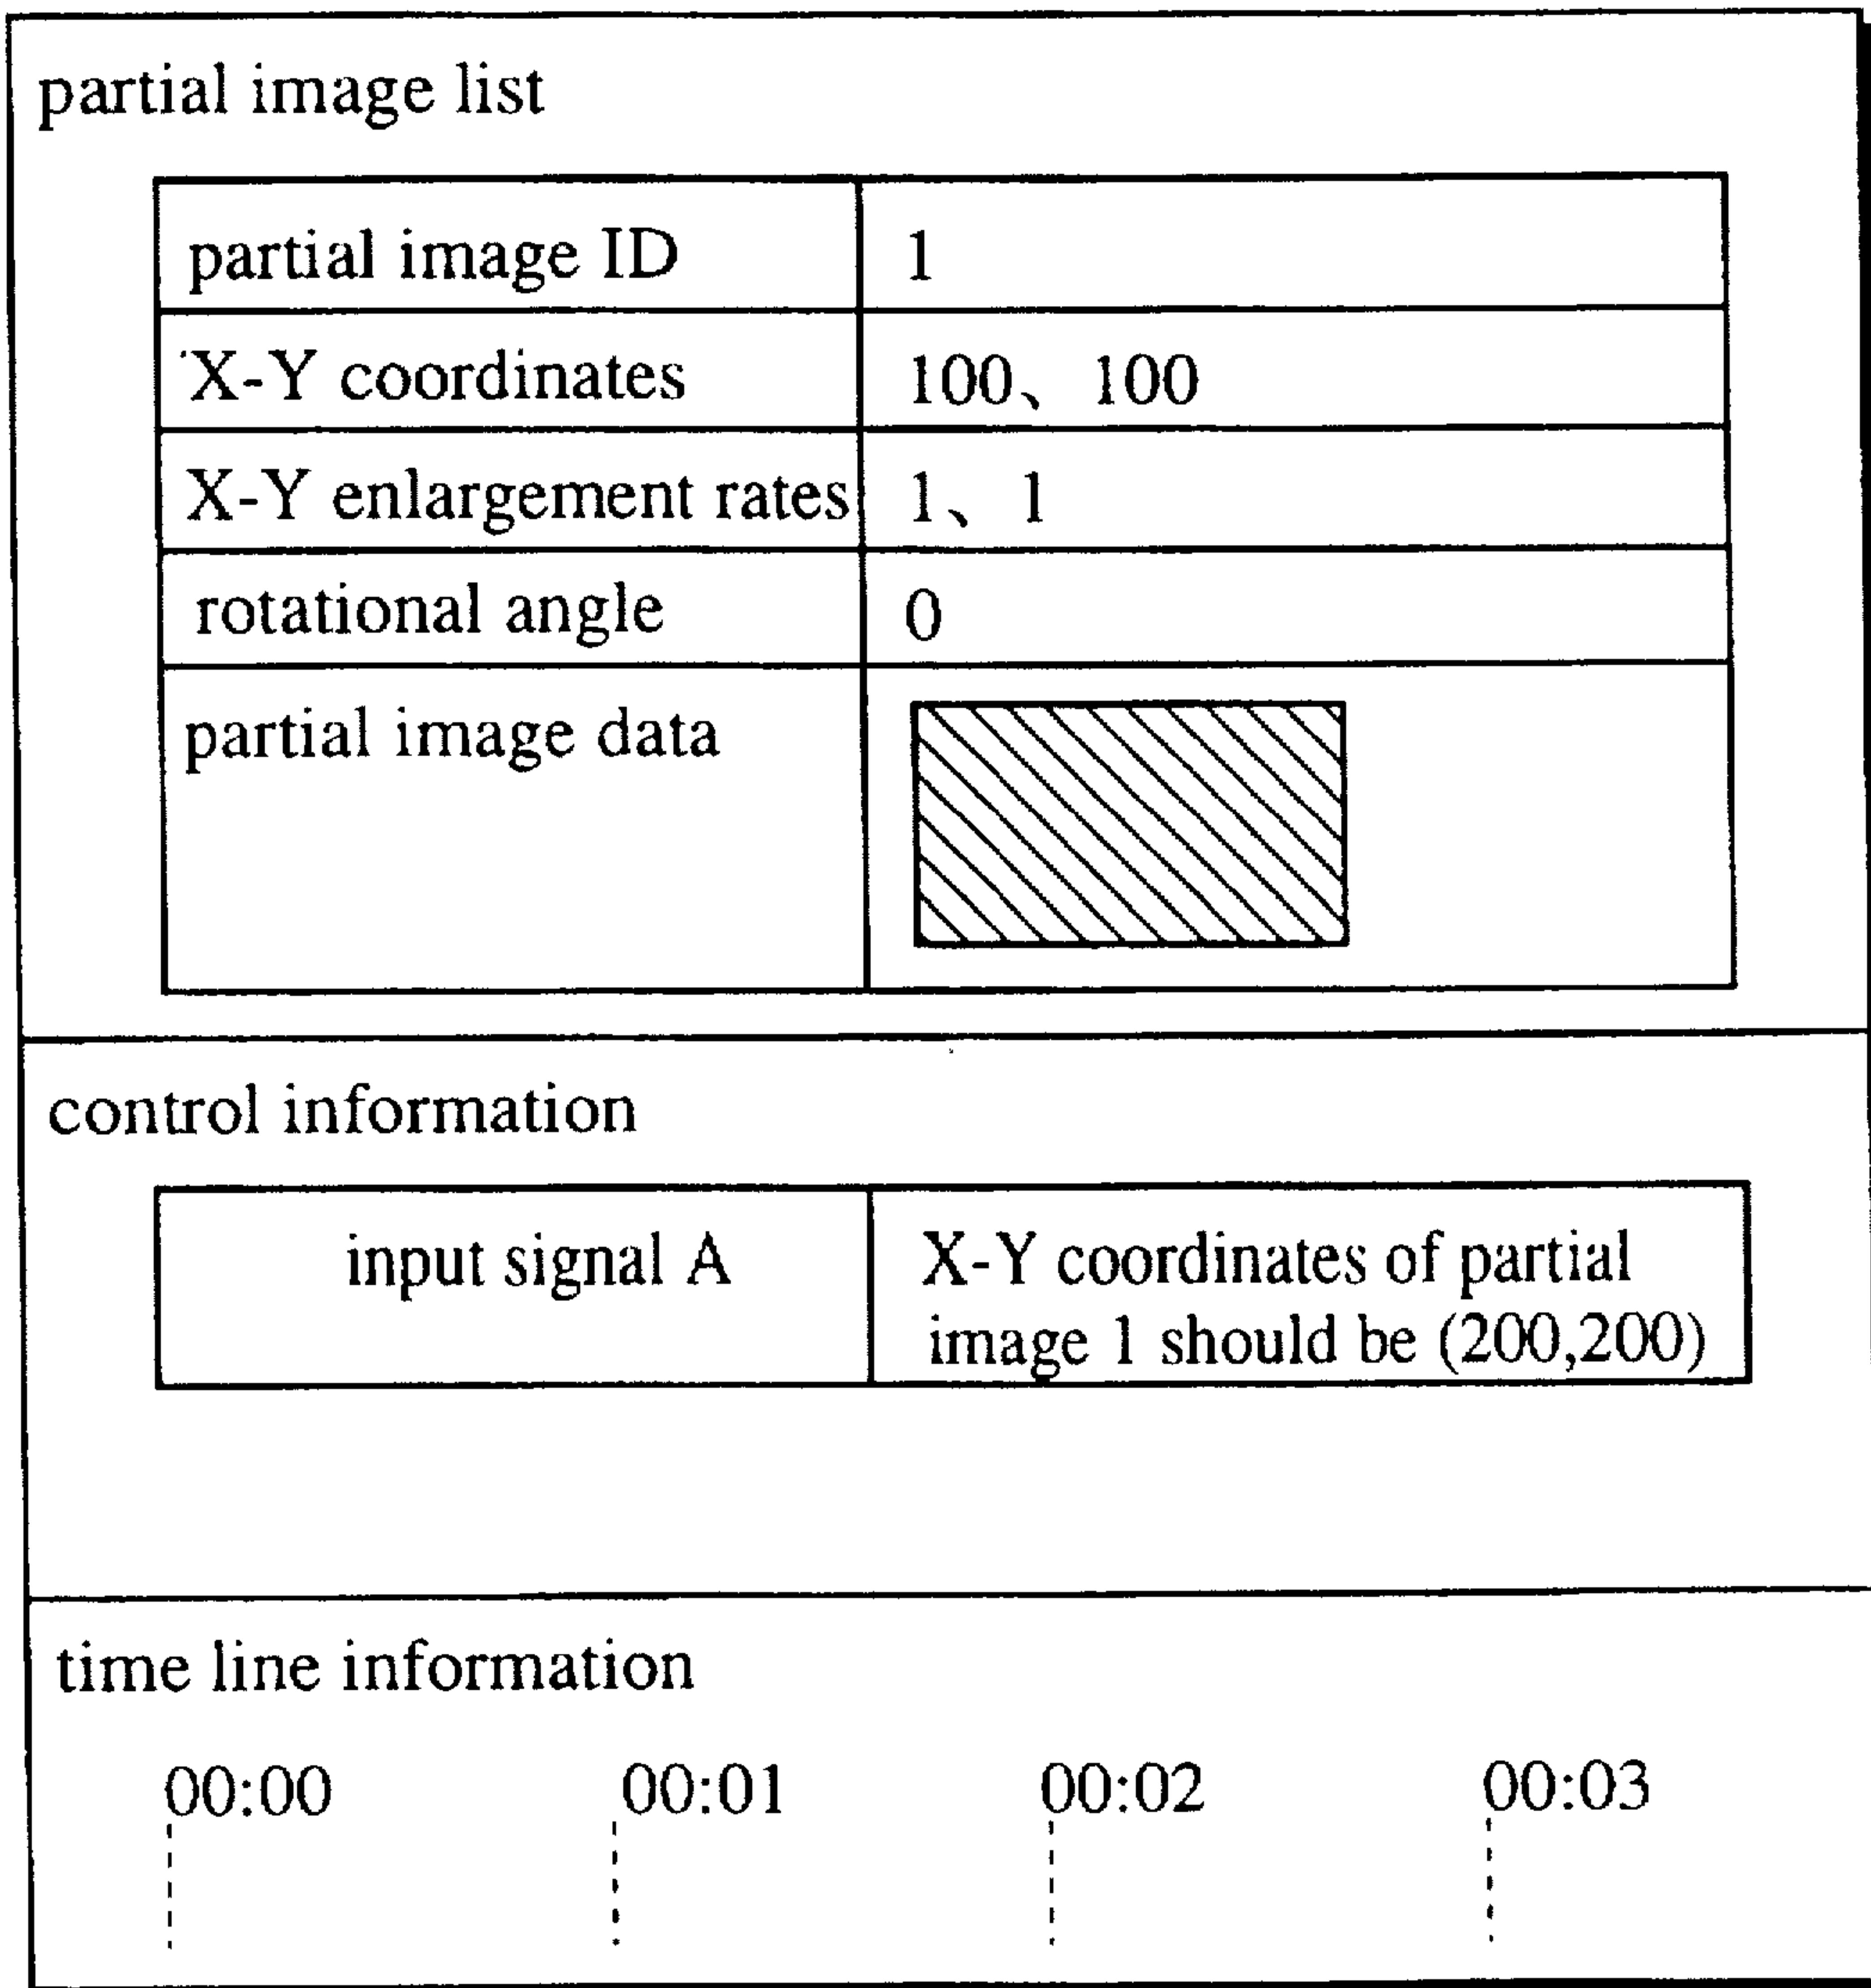 partial image list
partial image ID 1
X-Y coordinates 100、100
X-Y enlargement rates 1、1
rotational angle 0
partial image data
control information
input signal A
X-Y coordinates of partial
image 1 should be (200,200)
time line information
00:00 00:01 00:02 00:03